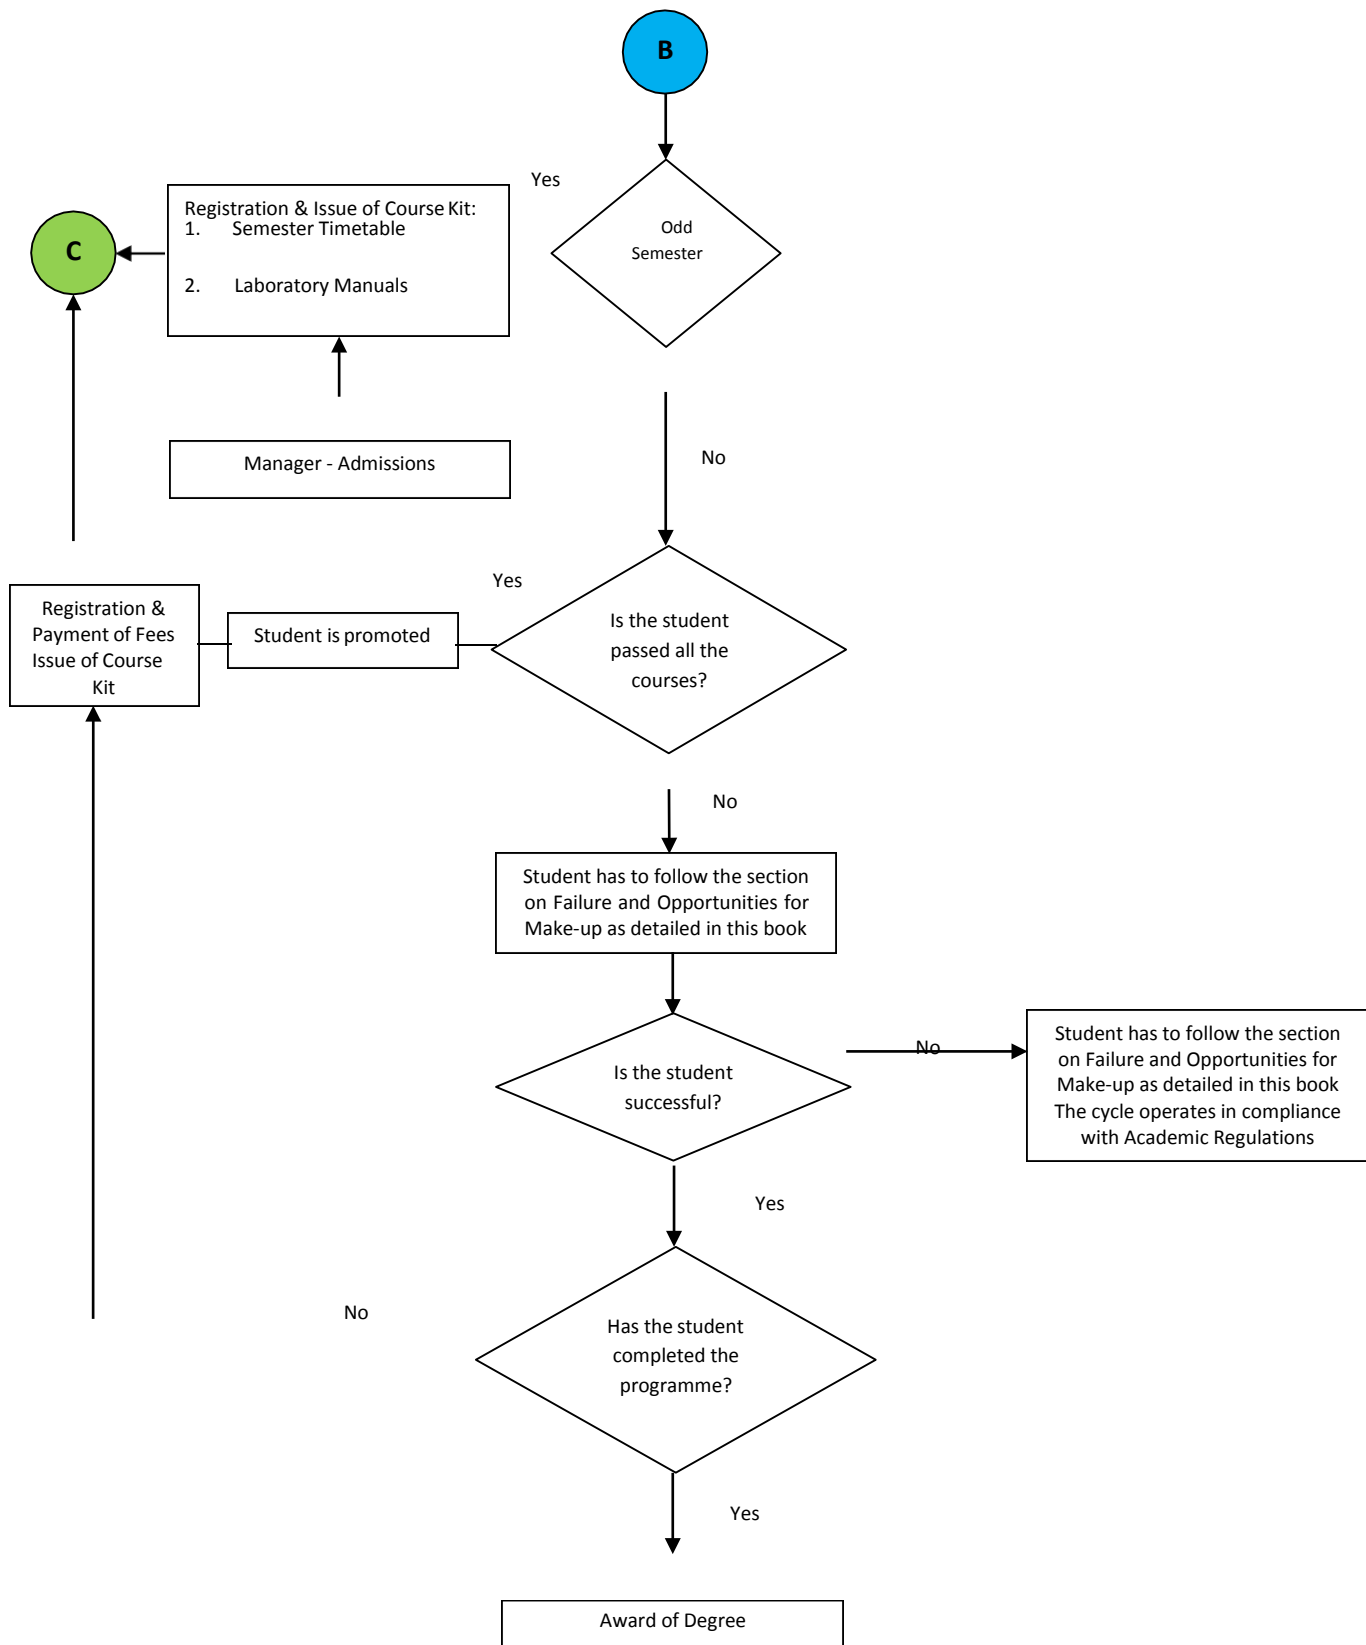 B
Yes
Odd
Semester
Registration & Issue of Course Kit:
1. Semester Timetable
2. Laboratory Manuals
C
Manager - Admissions
No
Yes
Is the student
passed all the
courses?
Student is promoted
Registration &
Payment of Fees
Issue of Course
Kit
No
Student has to follow the section
on Failure and Opportunities for
Make-up as detailed in this book
Is the student
successful?
No
Student has to follow the section
on Failure and Opportunities for
Make-up as detailed in this book
The cycle operates in compliance
with Academic Regulations
Yes
No
Has the student
completed the
programme?
Yes
Award of Degree